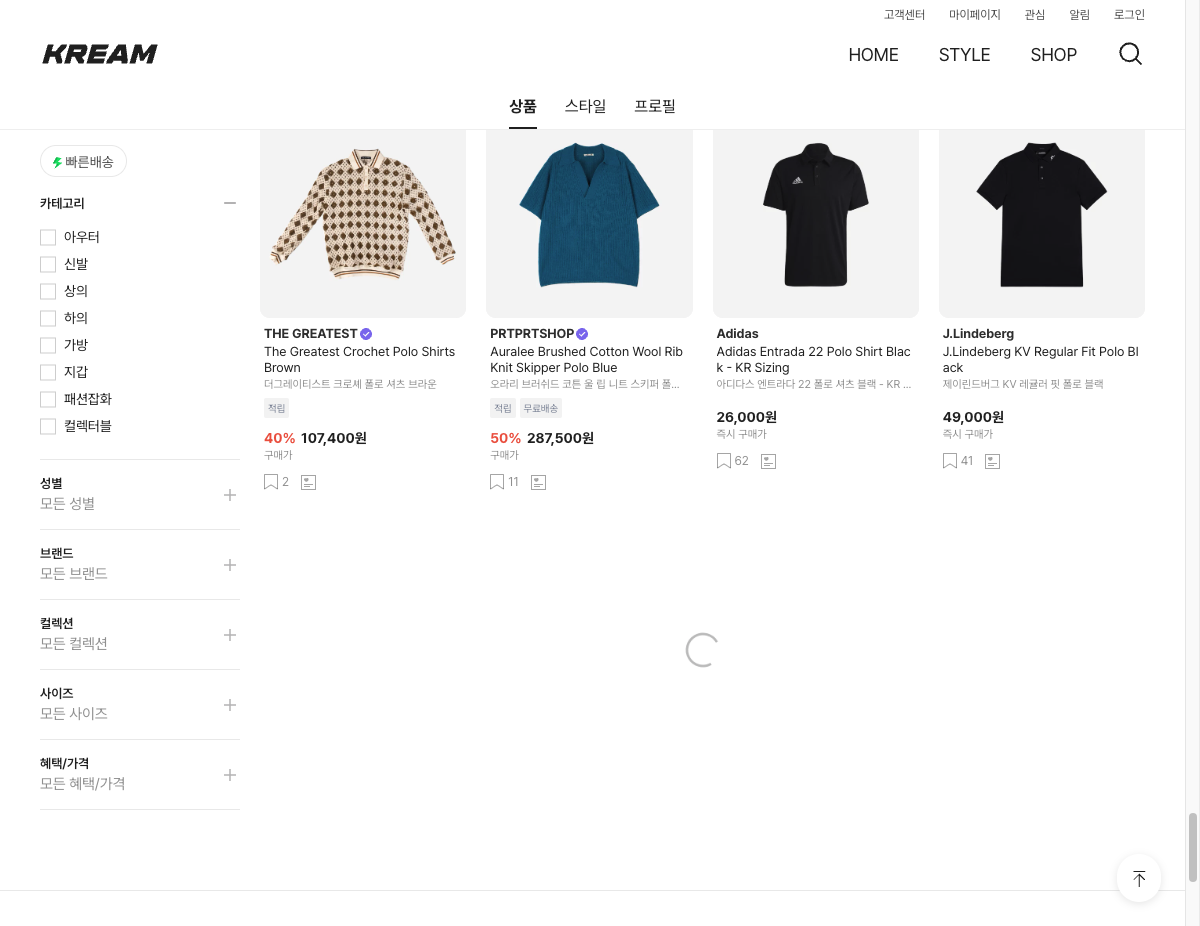 고객센터
마이페이지
관심
알림
로그인
KREAM
HOME
STYLE
SHOP
상품
스타일
프로필
빠른배송
카테고리
아우터
신발
상의
하의
가방
지갑
패션잡화
컬렉터블
성별
모든 성별
브랜드
모든 브랜드
컬렉션
모든 컬렉션
사이즈
모든 사이즈
혜택/가격
모든 혜택/가격
THE GREATEST
The Greatest Crochet Polo Shirts
Brown
더그레이티스트 크로셰 폴로 셔츠 브라운
적립
40% 107,400원
구매가
2
PRTPRTSHOP
Auralee Brushed Cotton Wool Rib
Knit Skipper Polo Blue
오라리 브러쉬드 코튼 울 립 니트 스키퍼 폴...
적립 무료배송
50% 287,500원
구매가
11
Adidas
Adidas Entrada 22 Polo Shirt Blac
k - KR Sizing
아디다스 엔트라다 22 폴로 셔츠 블랙 - KR ...
26,000원
즉시 구매가
62
J.Lindeberg
J.Lindeberg KV Regular Fit Polo Bl
ack
제이린드버그 KV 레귤러 핏 폴로 블랙
49,000원
즉시 구매가
41